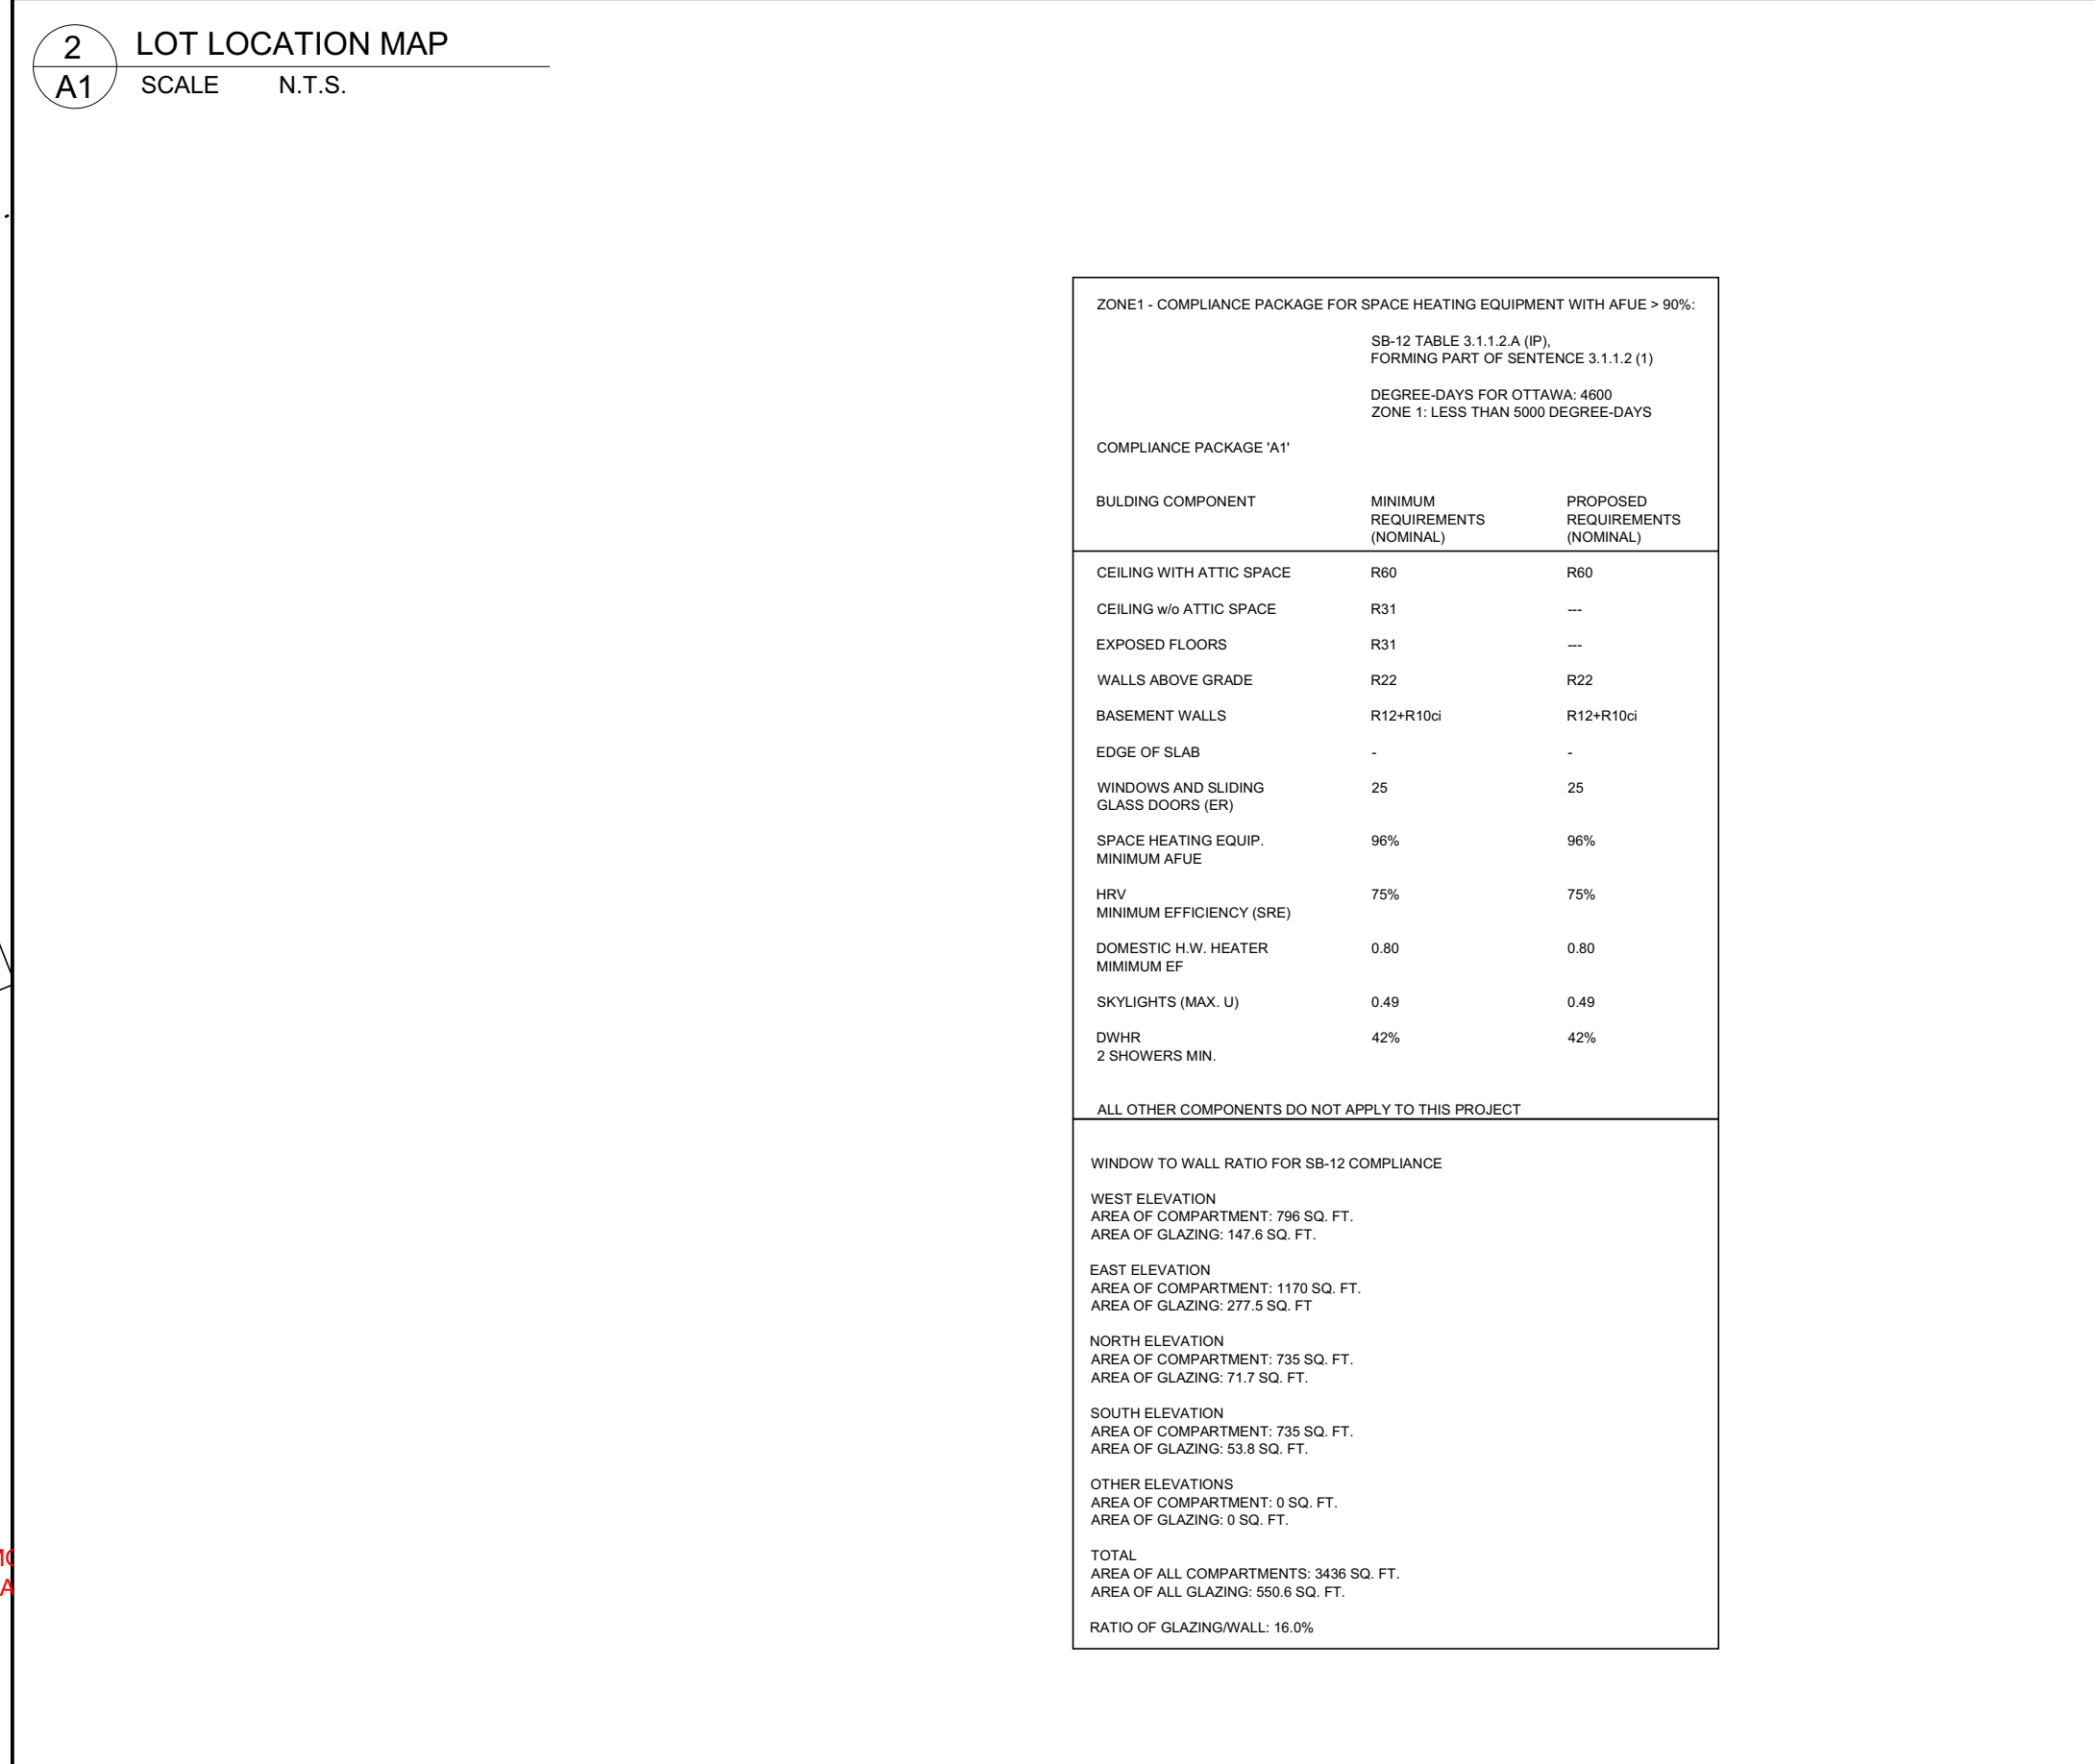 2
A1
LOT LOCATION MAP
SCALE N.T.S.
ZONE1 - COMPLIANCE PACKAGE FOR SPACE HEATING EQUIPMENT WITH AFUE > 90%:
SB-12 TABLE 3.1.1.2.A (IP),
FORMING PART OF SENTENCE 3.1.1.2 (1)
DEGREE-DAYS FOR OTTAWA: 4600
ZONE 1: LESS THAN 5000 DEGREE-DAYS
COMPLIANCE PACKAGE 'A1'
BULDING COMPONENT MINIMUM PROPOSED
REQUIREMENTS REQUIREMENTS
(NOMINAL) (NOMINAL)
CEILING WITH ATTIC SPACE R60 R60
CEILING w/o ATTIC SPACE R31 ---
EXPOSED FLOORS R31 ---
WALLS ABOVE GRADE R22 R22
BASEMENT WALLS R12+R10ci R12+R10ci
EDGE OF SLAB - -
WINDOWS AND SLIDING 25 25
GLASS DOORS (ER)
SPACE HEATING EQUIP. 96% 96%
MINIMUM AFUE
HRV 75% 75%
MINIMUM EFFICIENCY (SRE)
DOMESTIC H.W. HEATER 0.80 0.80
MIMIMUM EF
SKYLIGHTS (MAX. U) 0.49 0.49
DWHR 42% 42%
2 SHOWERS MIN.
ALL OTHER COMPONENTS DO NOT APPLY TO THIS PROJECT
WINDOW TO WALL RATIO FOR SB-12 COMPLIANCE
WEST ELEVATION
AREA OF COMPARTMENT: 796 SQ. FT.
AREA OF GLAZING: 147.6 SQ. FT.
EAST ELEVATION
AREA OF COMPARTMENT: 1170 SQ. FT.
AREA OF GLAZING: 277.5 SQ. FT
NORTH ELEVATION
AREA OF COMPARTMENT: 735 SQ. FT.
AREA OF GLAZING: 71.7 SQ. FT.
SOUTH ELEVATION
AREA OF COMPARTMENT: 735 SQ. FT.
AREA OF GLAZING: 53.8 SQ. FT.
OTHER ELEVATIONS
AREA OF COMPARTMENT: 0 SQ. FT.
AREA OF GLAZING: 0 SQ. FT.
TOTAL
AREA OF ALL COMPARTMENTS: 3436 SQ. FT.
AREA OF ALL GLAZING: 550.6 SQ. FT.
RATIO OF GLAZING/WALL: 16.0%